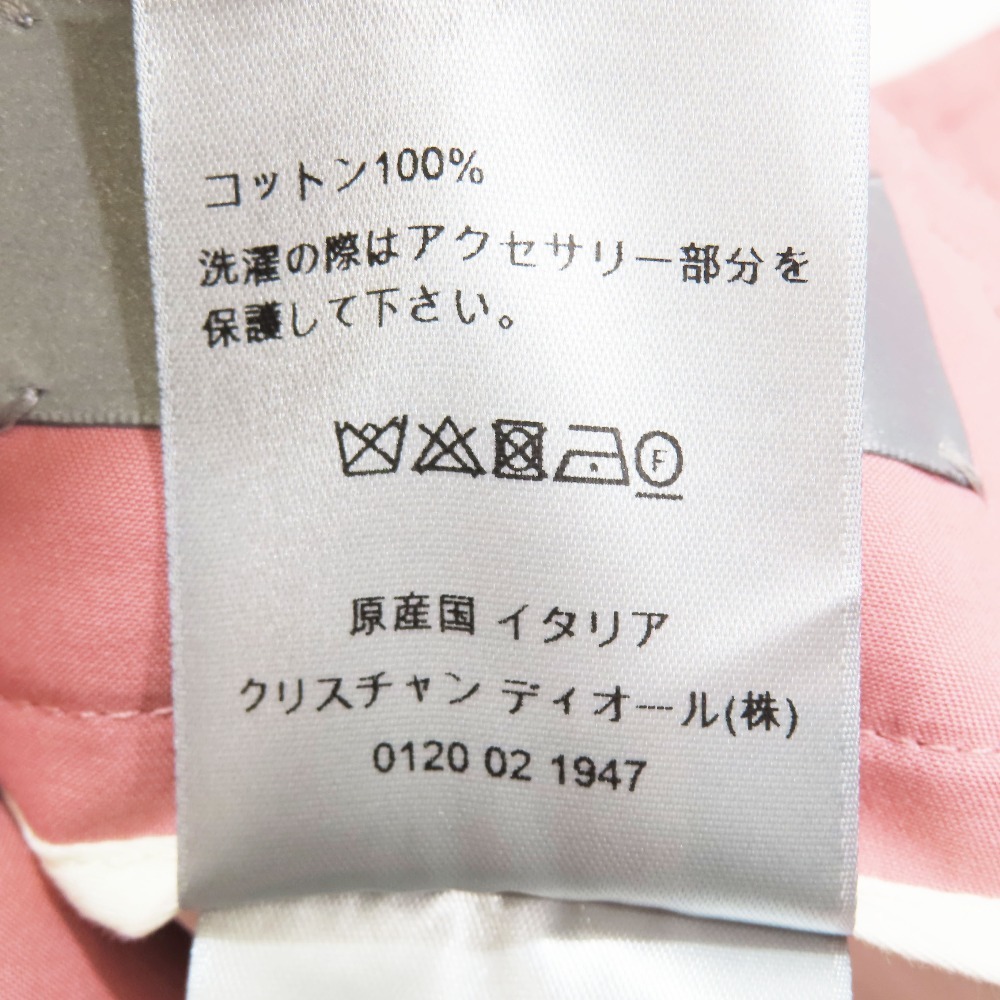 コットン100%
洗濯の際はアクセサリー部分を
保護して下さい。
F
原産国 イタリア
クリスチャン ディオール(株)
0120 02 1947